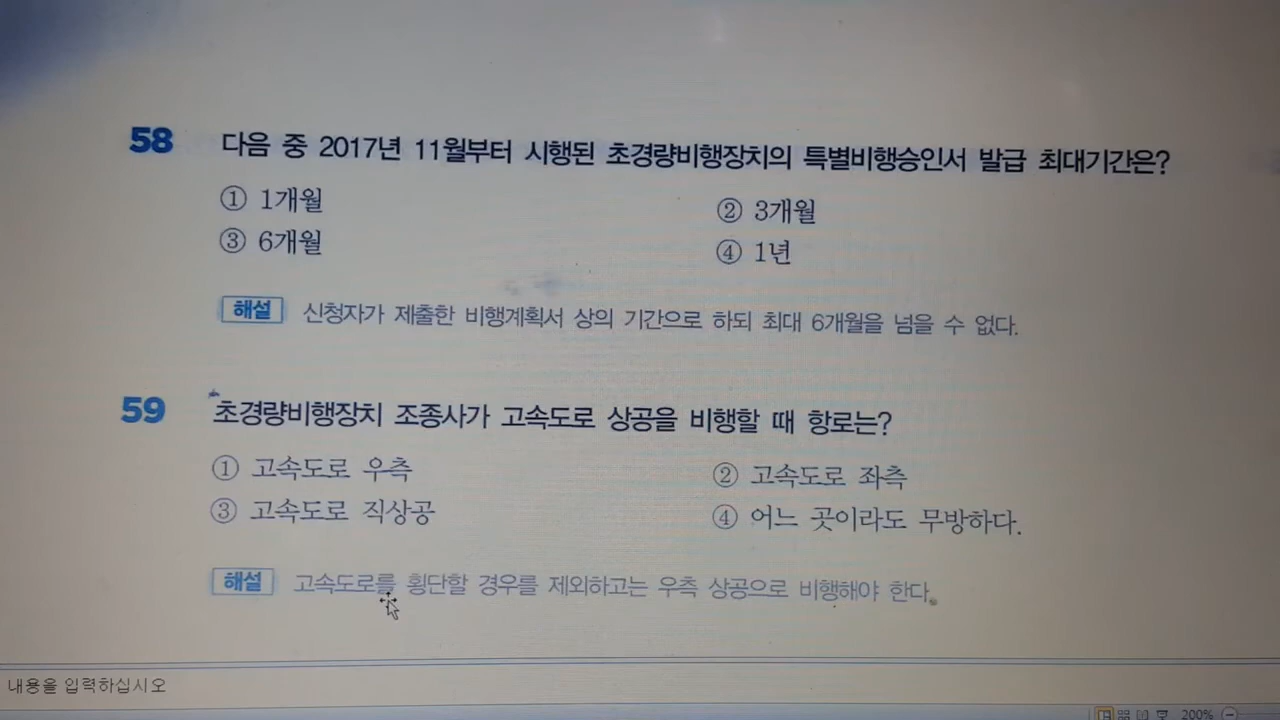 58 다음 중 2017년 11월부터 시행된 초경량비행장치의 특별비행승인서 발급 최대기간은?
① 1개월 ② 3개월
③ 6개월 ④ 1년
해설 신청자가 제출한 비행계획서 상의 기간으로 하되 최대 6개월을 넘을 수 없다.
59 초경량비행장치 조종사가 고속도로 상공을 비행할 때 항로는?
① 고속도로 우측 ② 고속도로 좌측
③ 고속도로 직상공 ④ 어느 곳이라도 무방하다.
해설 고속도로를 횡단할 경우를 제외하고는 우측 상공으로 비행해야 한다.
내용을 입력하십시오
200%